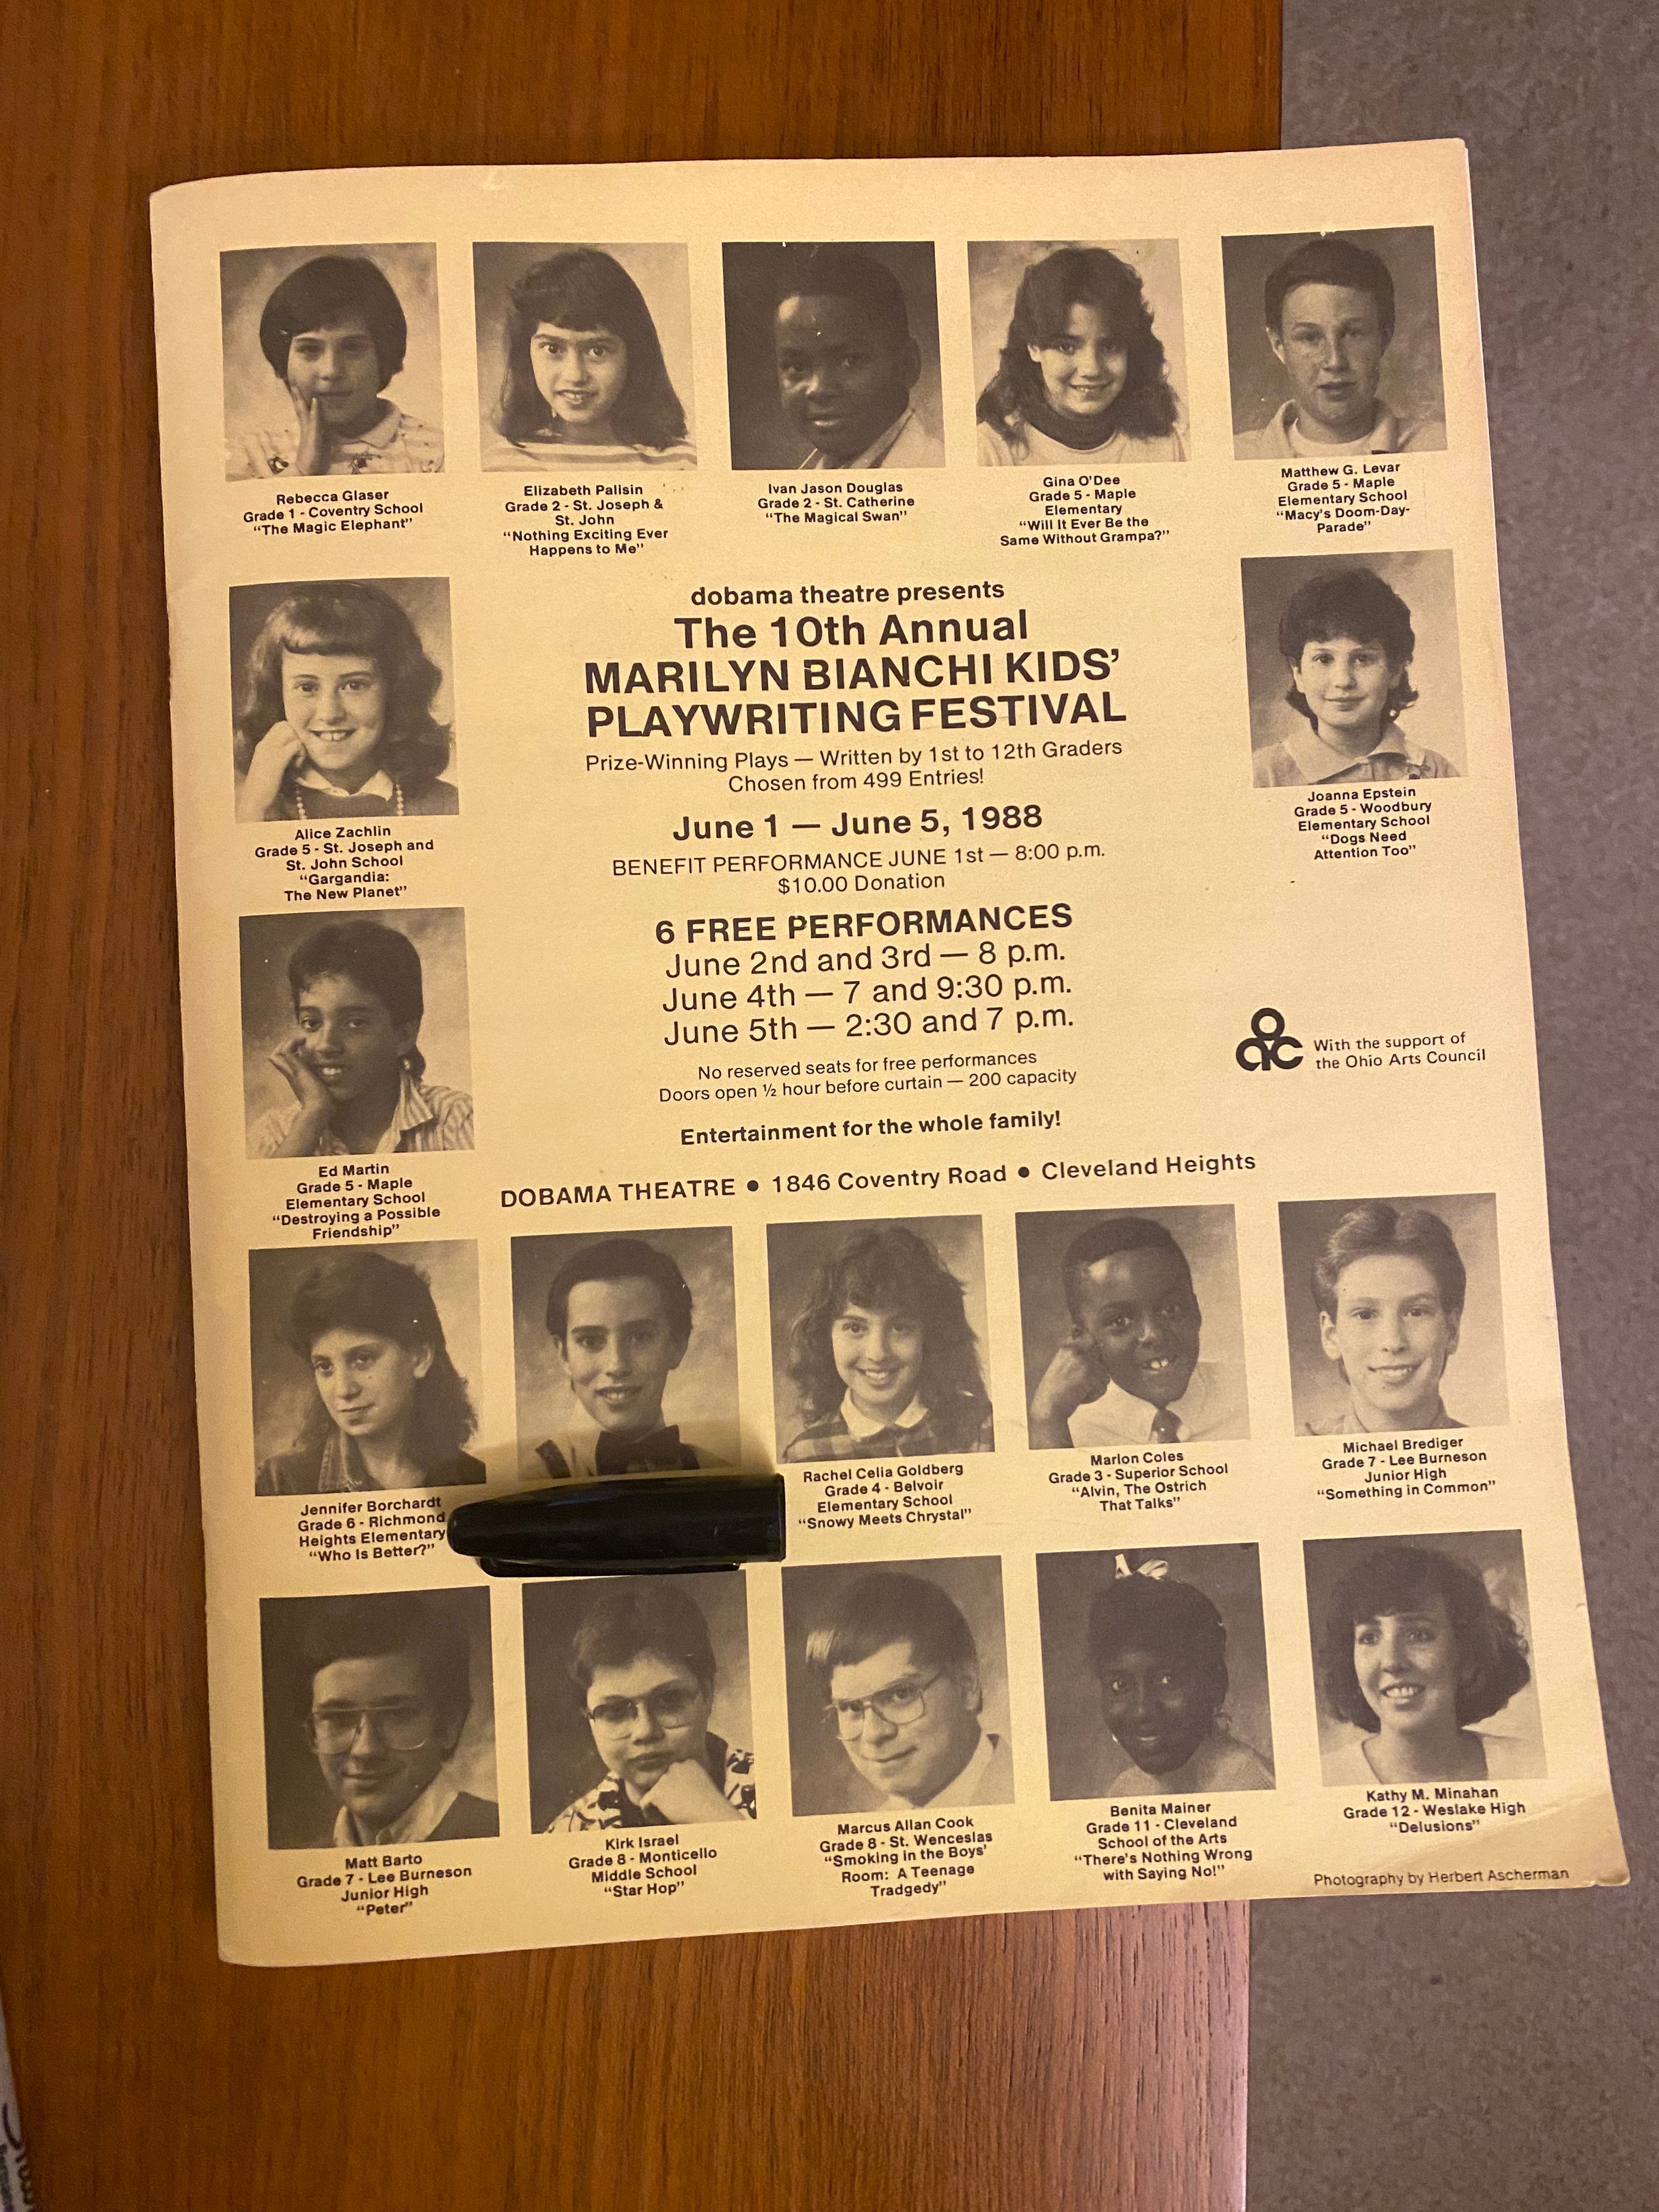 Rebecca Glaser
Grade 1 - Coventry School
"The Magic Elephant"
Elizabeth Palisin
Grade 2 - St. Joseph &
St. John
"Nothing Exciting Ever
Happens to Me"
Ivan Jason Douglas
Grade 2 - St. Catherine
"The Magical Swan"
Gina O'Dee
Grade 5 - Maple
Elementary
"Will It Ever Be the
Same Without Grampa?"
Matthew G. Levar
Grade 5 - Maple
Elementary School
"Macy's Doom-Day-
Parade"
Alice Zachlin
Grade 5 - St. Joseph and
St. John School
"Gargandia:
The New Planet"
dobama theatre presents
The 10th Annual
MARILYN BIANCHI KIDS'
PLAYWRITING FESTIVAL
Prize-Winning Plays — Written by 1st to 12th Graders
Chosen from 499 Entries!
June 1 — June 5, 1988
BENEFIT PERFORMANCE JUNE 1st — 8:00 p.m.
$10.00 Donation
6 FREE PERFORMANCES
June 2nd and 3rd — 8 p.m.
June 4th — 7 and 9:30 p.m.
June 5th — 2:30 and 7 p.m.
No reserved seats for free performances
Doors open ½ hour before curtain — 200 capacity
Entertainment for the whole family!
DOBAMA THEATRE • 1846 Coventry Road • Cleveland Heights
Joanna Epstein
Grade 5 - Woodbury
Elementary School
"Dogs Need
Attention Too"
oac
With the support of
the Ohio Arts Council
Ed Martin
Grade 5 - Maple
Elementary School
"Destroying a Possible
Friendship"
Jennifer Borchardt
Grade 6 - Richmond
Heights Elementary
"Who Is Better?"
Rachel Celia Goldberg
Grade 4 - Belvoir
Elementary School
"Snowy Meets Chrystal"
Marlon Coles
Grade 3 - Superior School
"Alvin, The Ostrich
That Talks"
Michael Brediger
Grade 7 - Lee Burneson
Junior High
"Something in Common"
Matt Barto
Grade 7 - Lee Burneson
Junior High
"Peter"
Kirk Israel
Grade 8 - Monticello
Middle School
"Star Hop"
Marcus Allan Cook
Grade 8 - St. Wenceslas
"Smoking in the Boys'
Room: A Teenage
Tradgedy"
Benita Mainer
Grade 11 - Cleveland
School of the Arts
"There's Nothing Wrong
with Saying No!"
Kathy M. Minahan
Grade 12 - Weslake High
"Delusions"
Photography by Herbert Ascherman